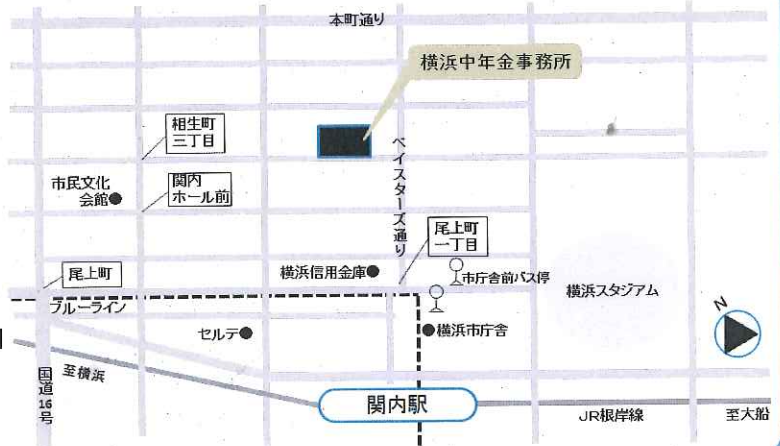 本町通り
横浜中年金事務所
相生町
三丁目
ベイスターズ通り
市民文化
会館
関内
ホール前
尾上町
一丁目
尾上町
横浜信用金庫
市庁舎前バス停
横浜スタジアム
ブルーライン
セルテ
横浜市庁舎
N
国道16号
至横浜
関内駅
JR根岸線
至大船